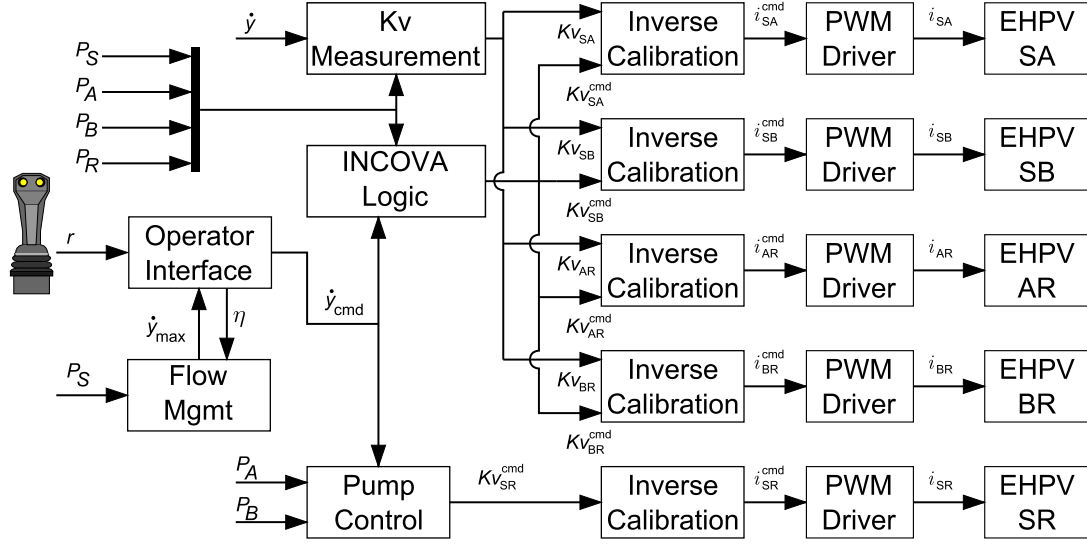 ẏ
Kv
Measurement
P_S
P_A
P_B
P_R
INCOVA
Logic
r
Operator
Interface
ẏ_cmd
ẏ_max
η
P_S
Flow
Mgmt
P_A
P_B
Pump
Control
Kv_SA
Kv_SA^cmd
Inverse
Calibration
i_SA^cmd
PWM
Driver
i_SA
EHPV
SA
Kv_SB
Kv_SB^cmd
Inverse
Calibration
i_SB^cmd
PWM
Driver
i_SB
EHPV
SB
Kv_AR
Kv_AR^cmd
Inverse
Calibration
i_AR^cmd
PWM
Driver
i_AR
EHPV
AR
Kv_BR
Kv_BR^cmd
Inverse
Calibration
i_BR^cmd
PWM
Driver
i_BR
EHPV
BR
Kv_SR^cmd
Inverse
Calibration
i_SR^cmd
PWM
Driver
i_SR
EHPV
SR